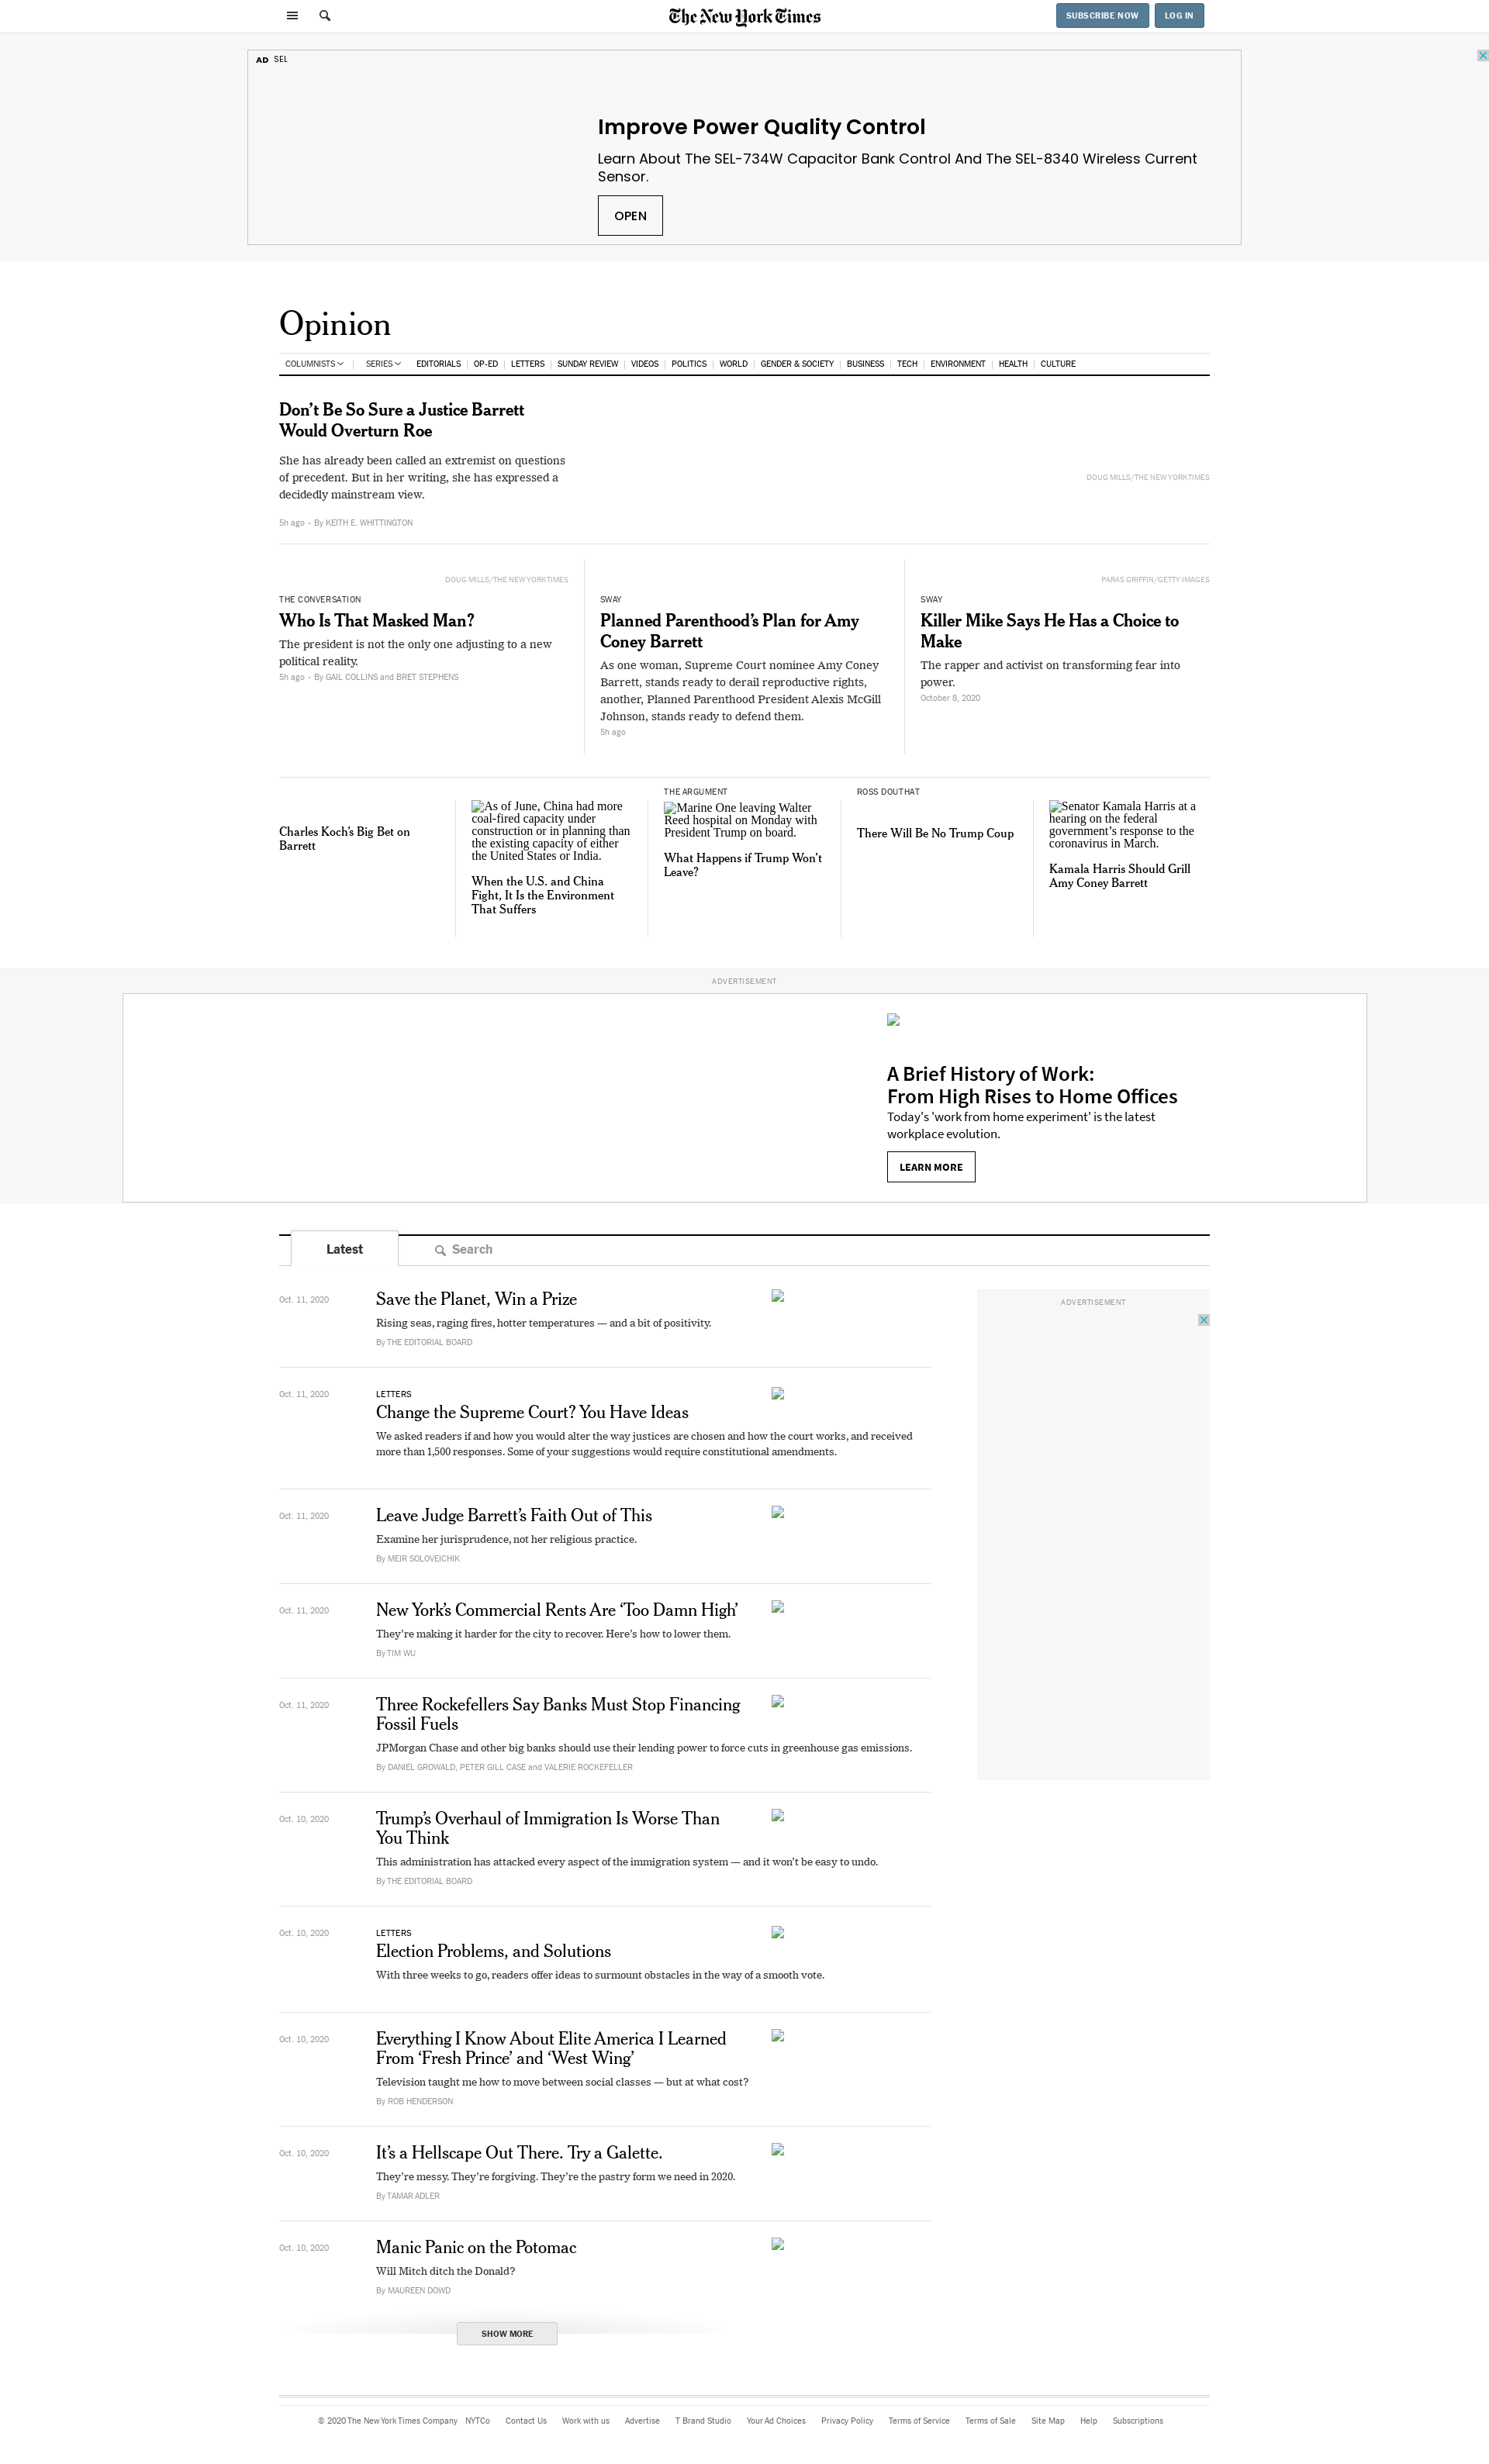 The New York Times
SUBSCRIBE NOW
LOG IN
AD SEL
Improve Power Quality Control
Learn About The SEL-734W Capacitor Bank Control And The SEL-8340 Wireless Current
Sensor.
OPEN
Opinion
COLUMNISTS SERIES EDITORIALS OP-ED LETTERS SUNDAY REVIEW VIDEOS POLITICS WORLD GENDER & SOCIETY BUSINESS TECH ENVIRONMENT HEALTH CULTURE
Don’t Be So Sure a Justice Barrett
Would Overturn Roe
She has already been called an extremist on questions
of precedent. But in her writing, she has expressed a
decidedly mainstream view.
5h ago • By KEITH E. WHITTINGTON
DOUG MILLS/THE NEW YORK TIMES
DOUG MILLS/THE NEW YORK TIMES
THE CONVERSATION
Who Is That Masked Man?
The president is not the only one adjusting to a new
political reality.
5h ago • By GAIL COLLINS and BRET STEPHENS
SWAY
Planned Parenthood’s Plan for Amy
Coney Barrett
As one woman, Supreme Court nominee Amy Coney
Barrett, stands ready to derail reproductive rights,
another, Planned Parenthood President Alexis McGill
Johnson, stands ready to defend them.
5h ago
PARAS GRIFFIN/GETTY IMAGES
SWAY
Killer Mike Says He Has a Choice to
Make
The rapper and activist on transforming fear into
power.
October 8, 2020
Charles Koch’s Big Bet on
Barrett
As of June, China had more
coal-fired capacity under
construction or in planning than
the existing capacity of either
the United States or India.
When the U.S. and China
Fight, It Is the Environment
That Suffers
THE ARGUMENT
Marine One leaving Walter
Reed hospital on Monday with
President Trump on board.
What Happens if Trump Won’t
Leave?
ROSS DOUTHAT
There Will Be No Trump Coup
Senator Kamala Harris at a
hearing on the federal
government’s response to the
coronavirus in March.
Kamala Harris Should Grill
Amy Coney Barrett
ADVERTISEMENT
A Brief History of Work:
From High Rises to Home Offices
Today's 'work from home experiment' is the latest
workplace evolution.
LEARN MORE
Latest
Search
Oct. 11, 2020
Save the Planet, Win a Prize
Rising seas, raging fires, hotter temperatures — and a bit of positivity.
By THE EDITORIAL BOARD
ADVERTISEMENT
Oct. 11, 2020
LETTERS
Change the Supreme Court? You Have Ideas
We asked readers if and how you would alter the way justices are chosen and how the court works, and received
more than 1,500 responses. Some of your suggestions would require constitutional amendments.
Oct. 11, 2020
Leave Judge Barrett’s Faith Out of This
Examine her jurisprudence, not her religious practice.
By MEIR SOLOVEICHIK
Oct. 11, 2020
New York’s Commercial Rents Are ‘Too Damn High’
They’re making it harder for the city to recover. Here’s how to lower them.
By TIM WU
Oct. 11, 2020
Three Rockefellers Say Banks Must Stop Financing
Fossil Fuels
JPMorgan Chase and other big banks should use their lending power to force cuts in greenhouse gas emissions.
By DANIEL GROWALD, PETER GILL CASE and VALERIE ROCKEFELLER
Oct. 10, 2020
Trump’s Overhaul of Immigration Is Worse Than
You Think
This administration has attacked every aspect of the immigration system — and it won’t be easy to undo.
By THE EDITORIAL BOARD
Oct. 10, 2020
LETTERS
Election Problems, and Solutions
With three weeks to go, readers offer ideas to surmount obstacles in the way of a smooth vote.
Oct. 10, 2020
Everything I Know About Elite America I Learned
From ‘Fresh Prince’ and ‘West Wing’
Television taught me how to move between social classes — but at what cost?
By ROB HENDERSON
Oct. 10, 2020
It’s a Hellscape Out There. Try a Galette.
They’re messy. They’re forgiving. They’re the pastry form we need in 2020.
By TAMAR ADLER
Oct. 10, 2020
Manic Panic on the Potomac
Will Mitch ditch the Donald?
By MAUREEN DOWD
SHOW MORE
© 2020 The New York Times Company NYTCo Contact Us Work with us Advertise T Brand Studio Your Ad Choices Privacy Policy Terms of Service Terms of Sale Site Map Help Subscriptions